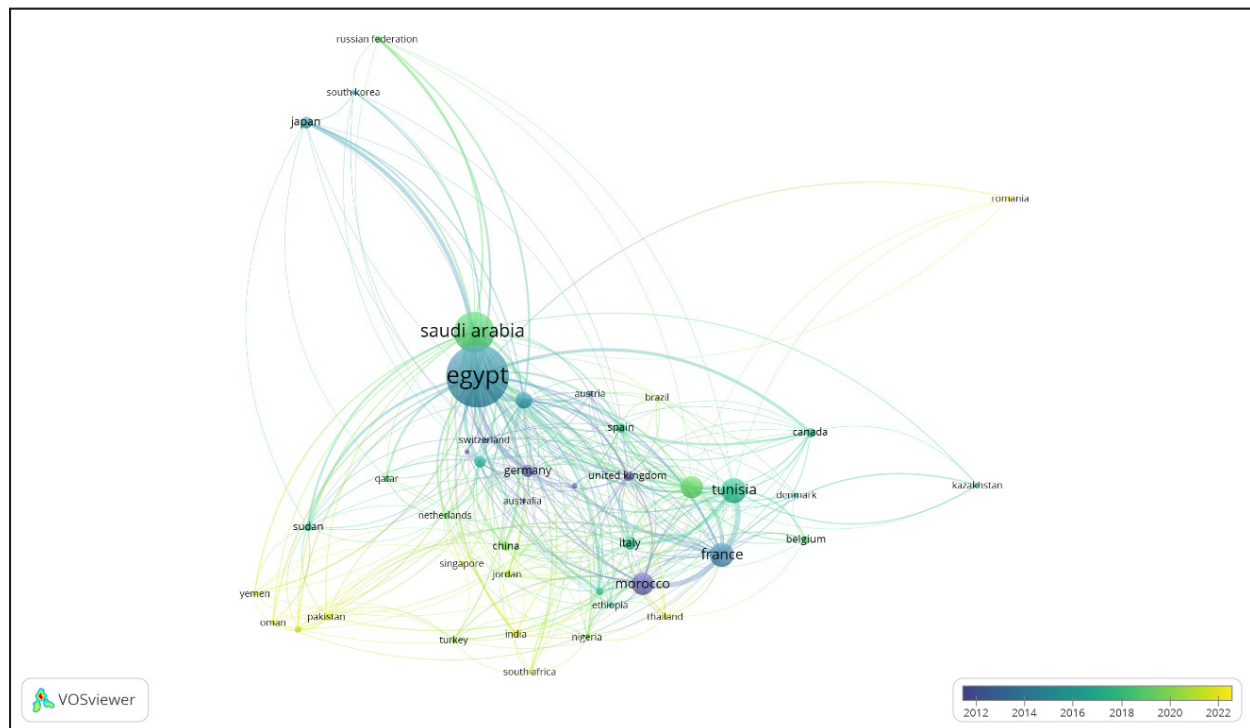 russian federation
south korea
japan
romania
saudi arabia
egypt
austria
brazil
spain
canada
switzerland
germany
united kingdom
qatar
tunisia
kazakhstan
denmark
australia
netherlands
sudan
china
italy
belgium
france
singapore
jordan
morocco
yemen
ethiopia
oman
pakistan
thailand
turkey
india
nigeria
south africa
VOSviewer
2012 2014 2016 2018 2020 2022